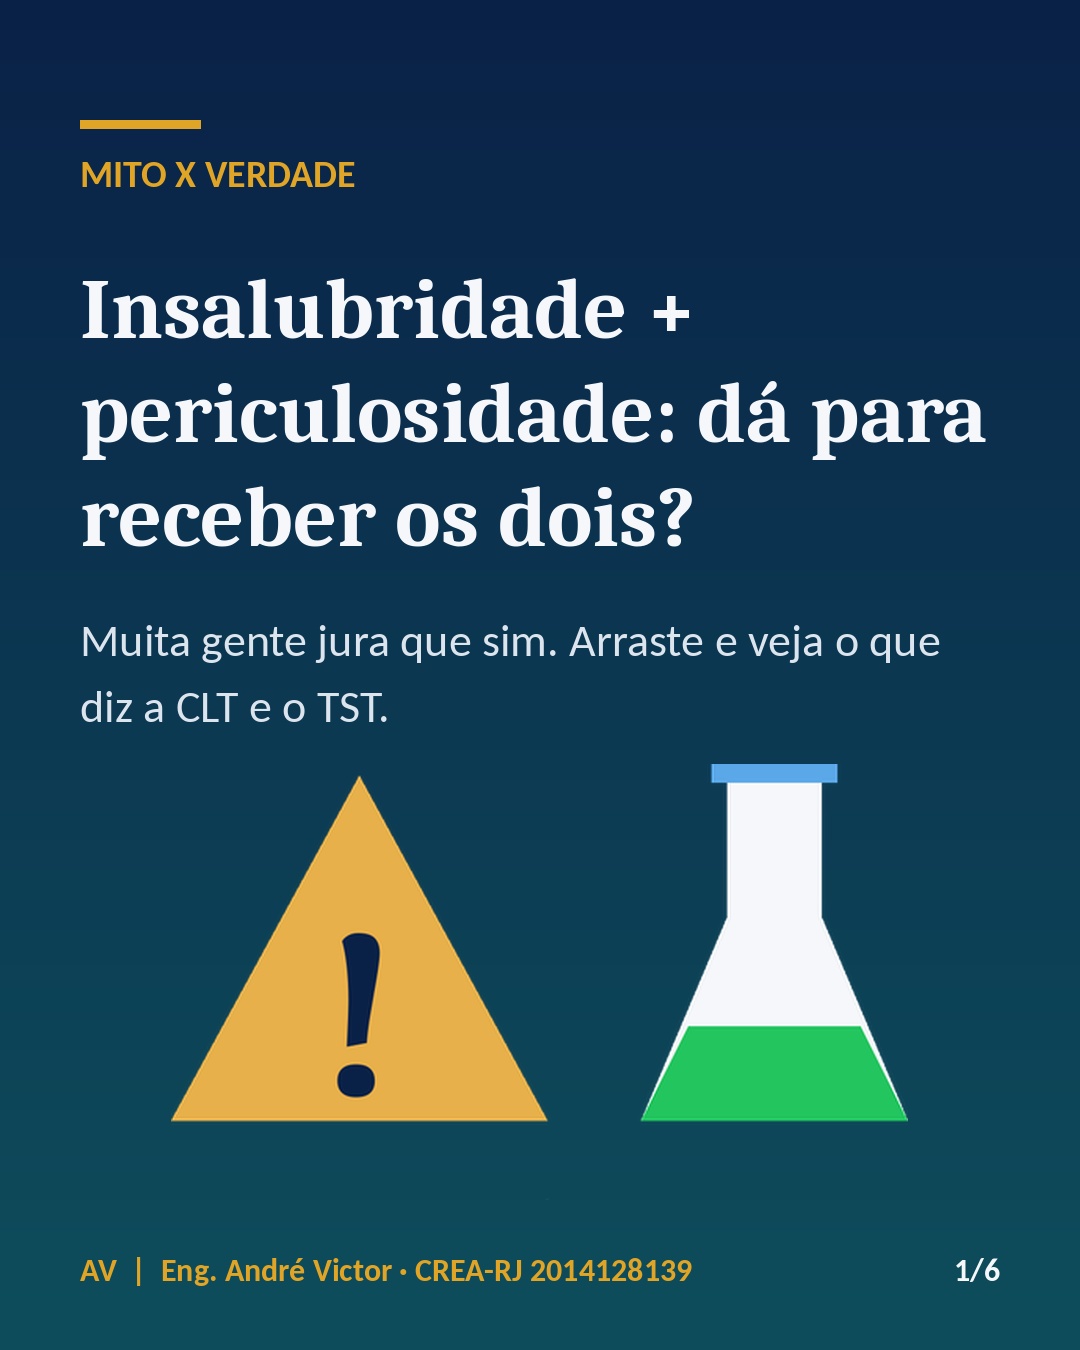 MITO X VERDADE
Insalubridade +
periculosidade: dá para
receber os dois?
Muita gente jura que sim. Arraste e veja o que
diz a CLT e o TST.
!
AV | Eng. André Victor · CREA-RJ 2014128139
1/6